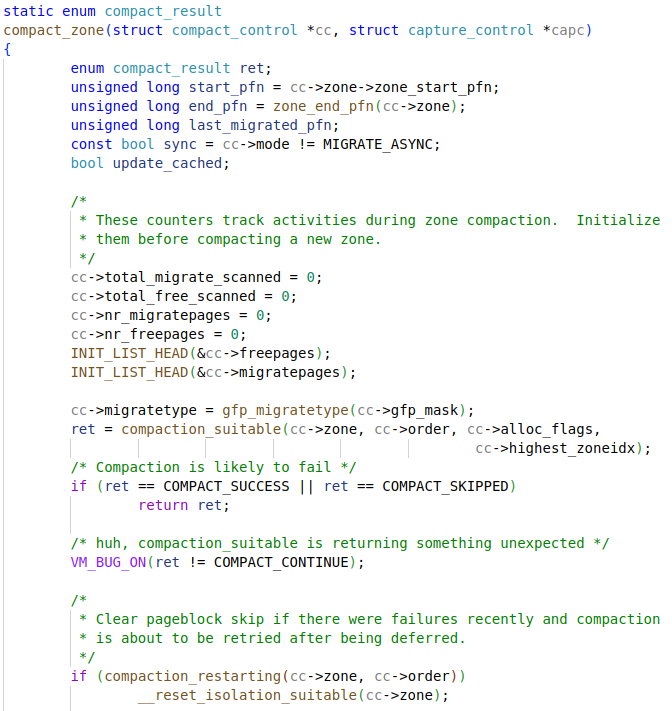 static enum compact_result
compact_zone(struct compact_control *cc, struct capture_control *capc)
{
        enum compact_result ret;
        unsigned long start_pfn = cc->zone->zone_start_pfn;
        unsigned long end_pfn = zone_end_pfn(cc->zone);
        unsigned long last_migrated_pfn;
        const bool sync = cc->mode != MIGRATE_ASYNC;
        bool update_cached;

        /*
         * These counters track activities during zone compaction.  Initialize
         * them before compacting a new zone.
         */
        cc->total_migrate_scanned = 0;
        cc->total_free_scanned = 0;
        cc->nr_migratepages = 0;
        cc->nr_freepages = 0;
        INIT_LIST_HEAD(&cc->freepages);
        INIT_LIST_HEAD(&cc->migratepages);

        cc->migratetype = gfp_migratetype(cc->gfp_mask);
        ret = compaction_suitable(cc->zone, cc->order, cc->alloc_flags,
                                                        cc->highest_zoneidx);
        /* Compaction is likely to fail */
        if (ret == COMPACT_SUCCESS || ret == COMPACT_SKIPPED)
                return ret;

        /* huh, compaction_suitable is returning something unexpected */
        VM_BUG_ON(ret != COMPACT_CONTINUE);

        /*
         * Clear pageblock skip if there were failures recently and compaction
         * is about to be retried after being deferred.
         */
        if (compaction_restarting(cc->zone, cc->order))
                __reset_isolation_suitable(cc->zone);